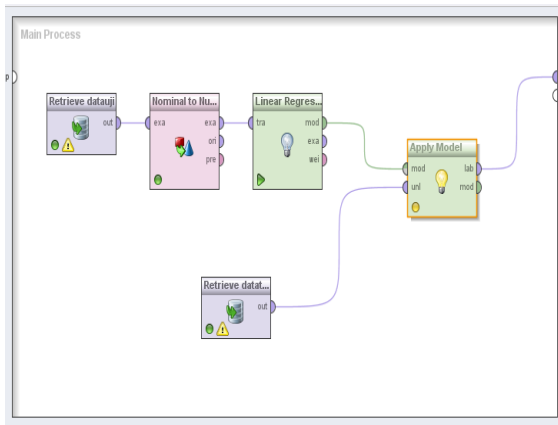 Main Process
p
Retrieve datauji
out
Nominal to Nu...
exa
exa
ori
pre
Linear Regres...
tra
mod
exa
wei
Apply Model
mod
lab
unl
mod
Retrieve datat...
out